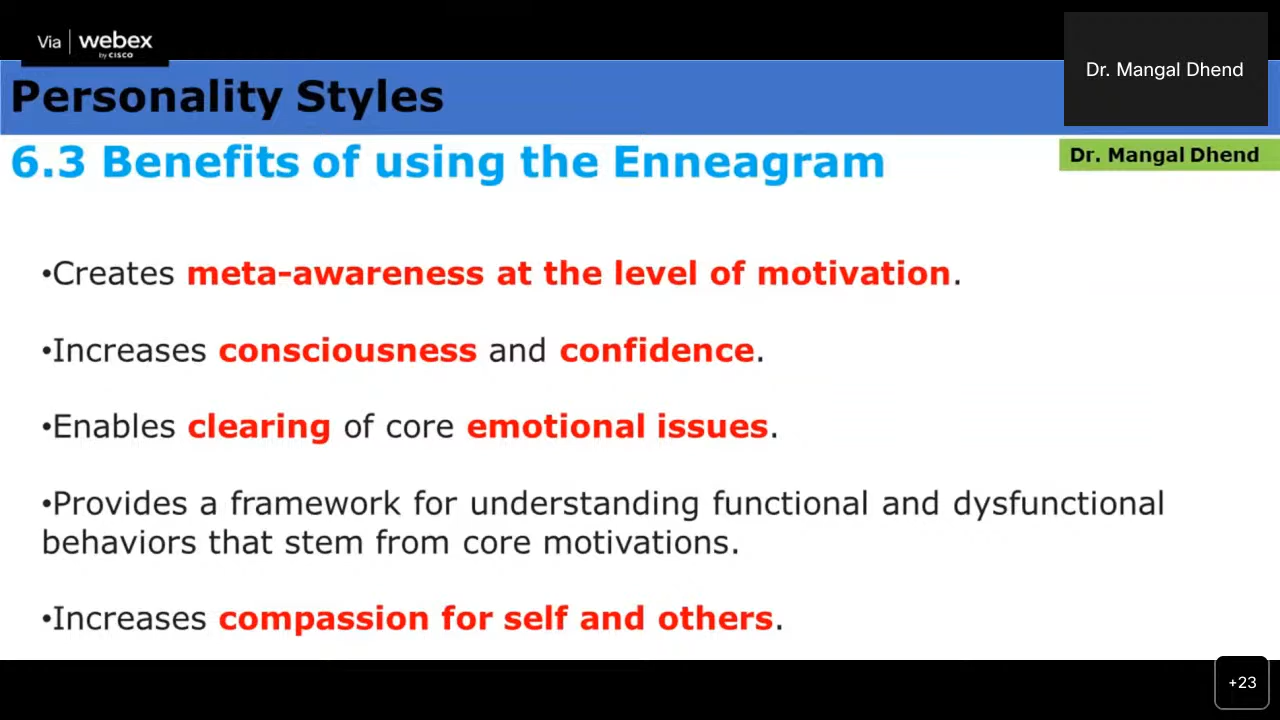 Via | webex
by CISCO
Dr. Mangal Dhend
Personality Styles
6.3 Benefits of using the Enneagram
Dr. Mangal Dhend
•Creates meta-awareness at the level of motivation.
•Increases consciousness and confidence.
•Enables clearing of core emotional issues.
•Provides a framework for understanding functional and dysfunctional
behaviors that stem from core motivations.
•Increases compassion for self and others.
+23